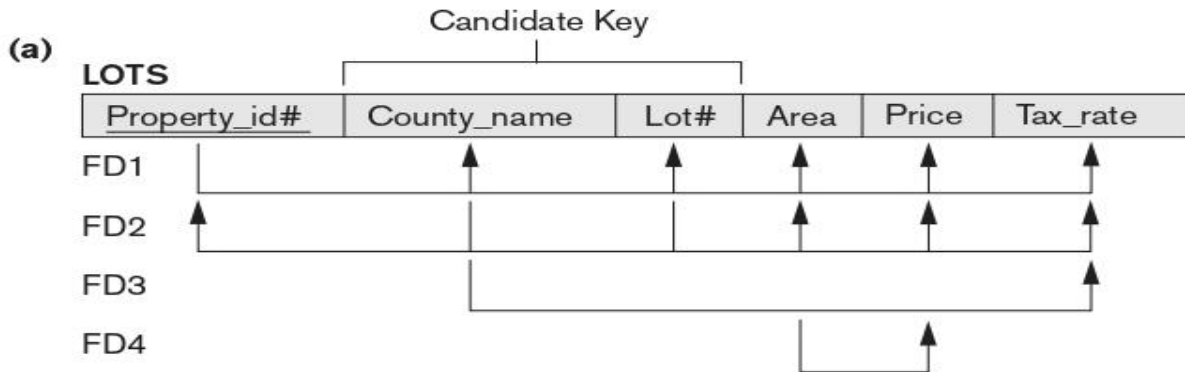 Candidate Key
(a)
LOTS
Property_id# County_name Lot# Area Price Tax_rate
FD1
FD2
FD3
FD4